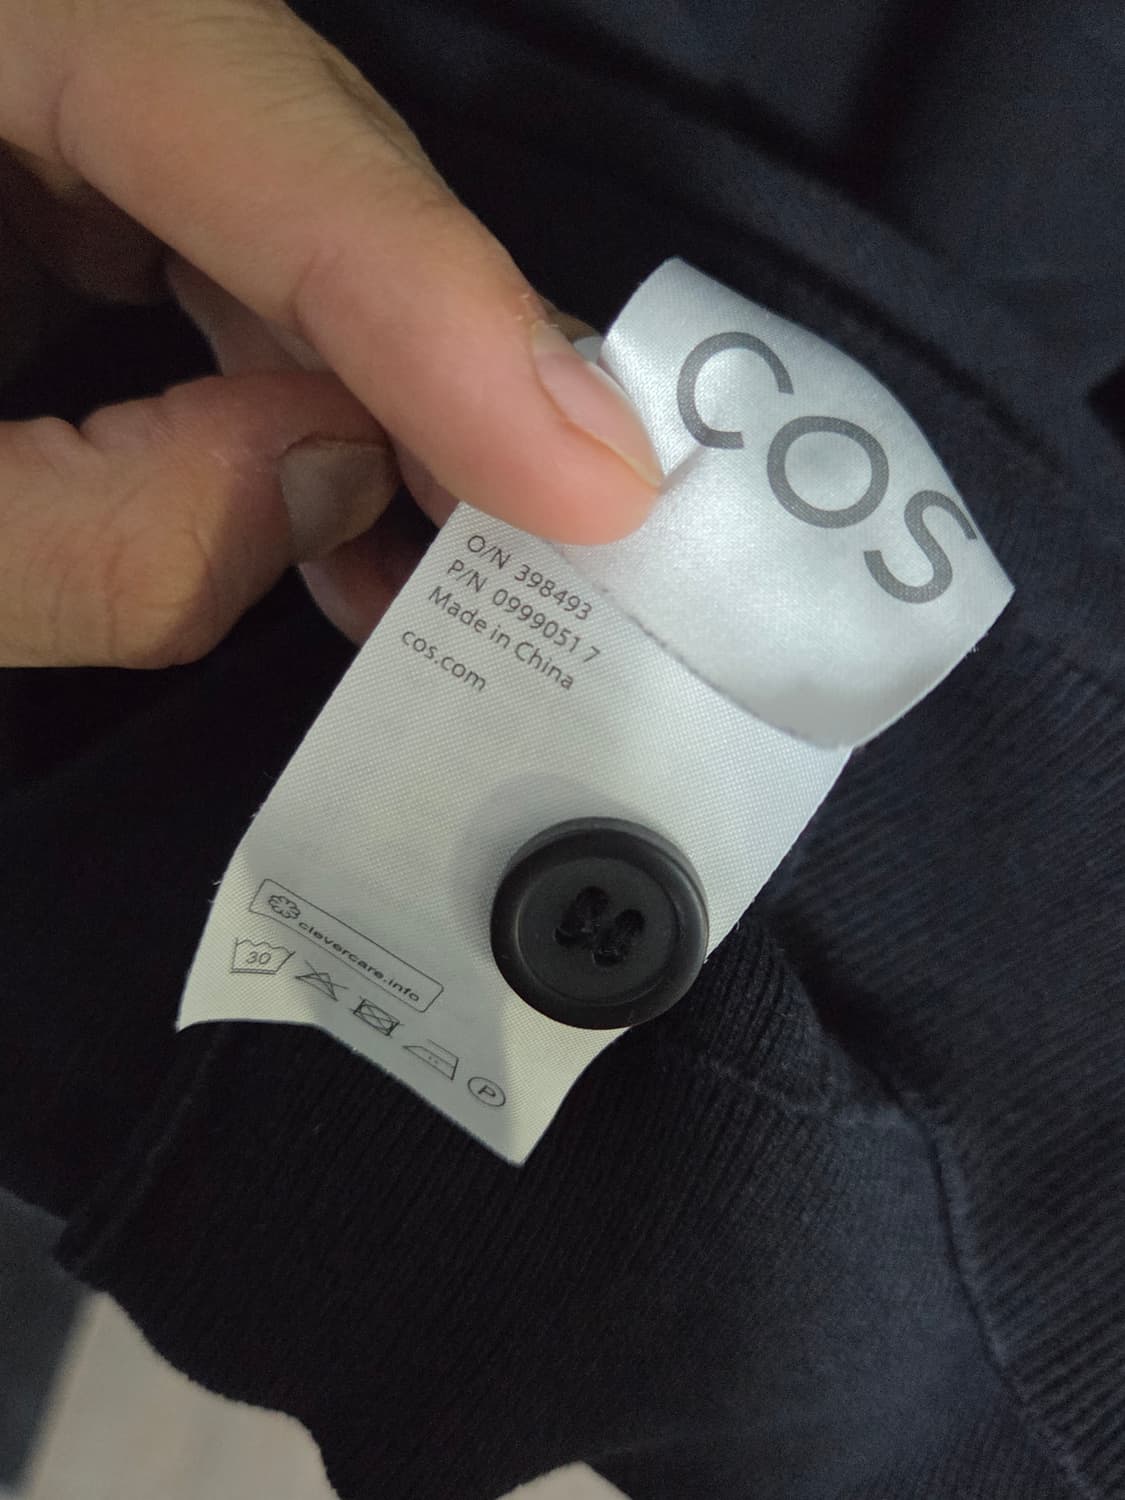 COS
O/N 398493
P/N 0999051 7
Made in China
cos.com
clevercare.info
30
P